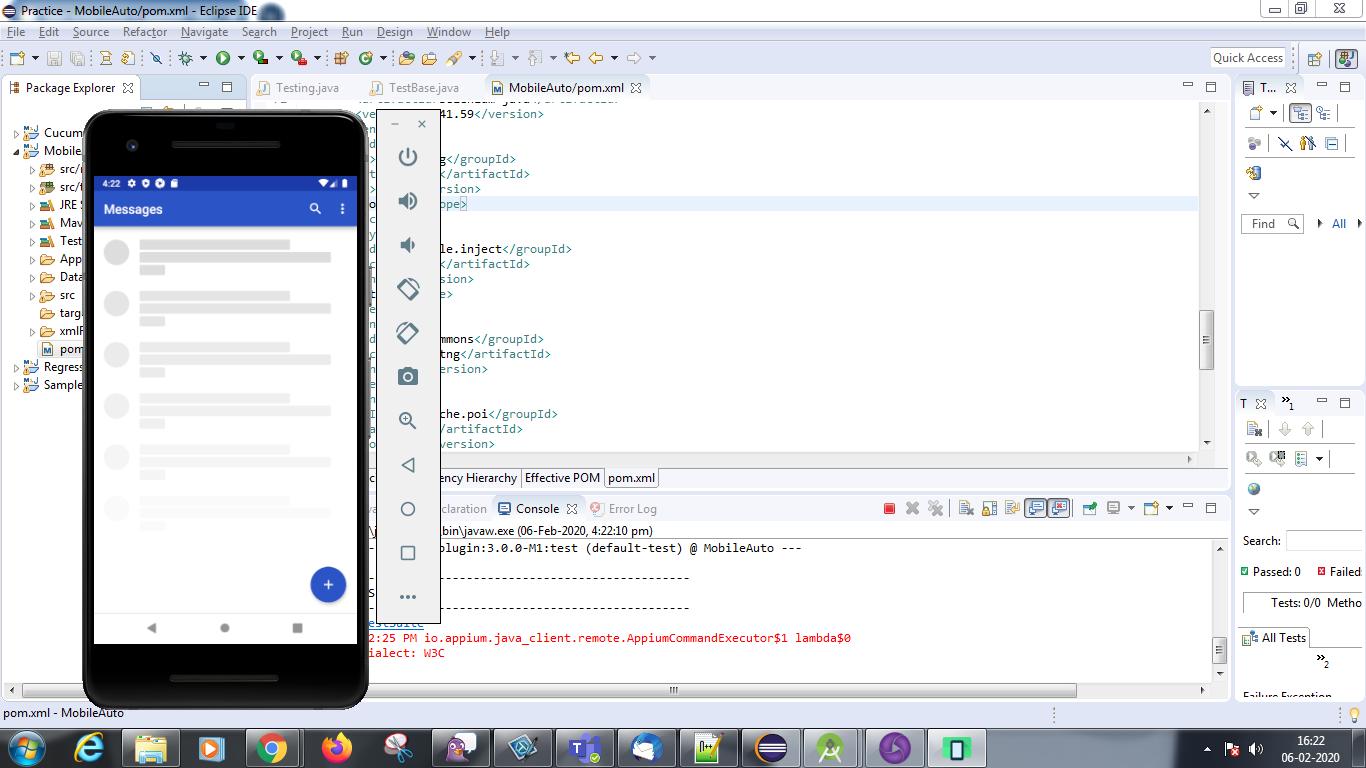 Practice - MobileAuto/pom.xml - Eclipse IDE
File Edit Source Refactor Navigate Search Project Run Design Window Help
Quick Access
Package Explorer
Testing.java TestBase.java MobileAuto/pom.xml
T...
41.59</version>
g</groupId>
</artifactId>
ersion>
ope>
le.inject</groupId>
</artifactId>
sion>
e>
mmons</groupId>
tng</artifactId>
version>
che.poi</groupId>
/artifactId>
version>
Cucum
Mobile
src/
src/t
JRE S
Mav
Test
App
Data
src
targ
xmlF
pom
Regress
Sample
4:22
Messages
+
Find All
ency Hierarchy Effective POM pom.xml
T »1
claration Console Error Log
bin\javaw.exe (06-Feb-2020, 4:22:10 pm)
plugin:3.0.0-M1:test (default-test) @ MobileAuto ---
----------------------------------
S
----------------------------------
estSuite
2:25 PM io.appium.java_client.remote.AppiumCommandExecutor$1 lambda$0
ialect: W3C
Search:
Passed: 0 Failed:
Tests: 0/0 Metho
All Tests
»2
Failure Exception
pom.xml - MobileAuto
16:22
06-02-2020